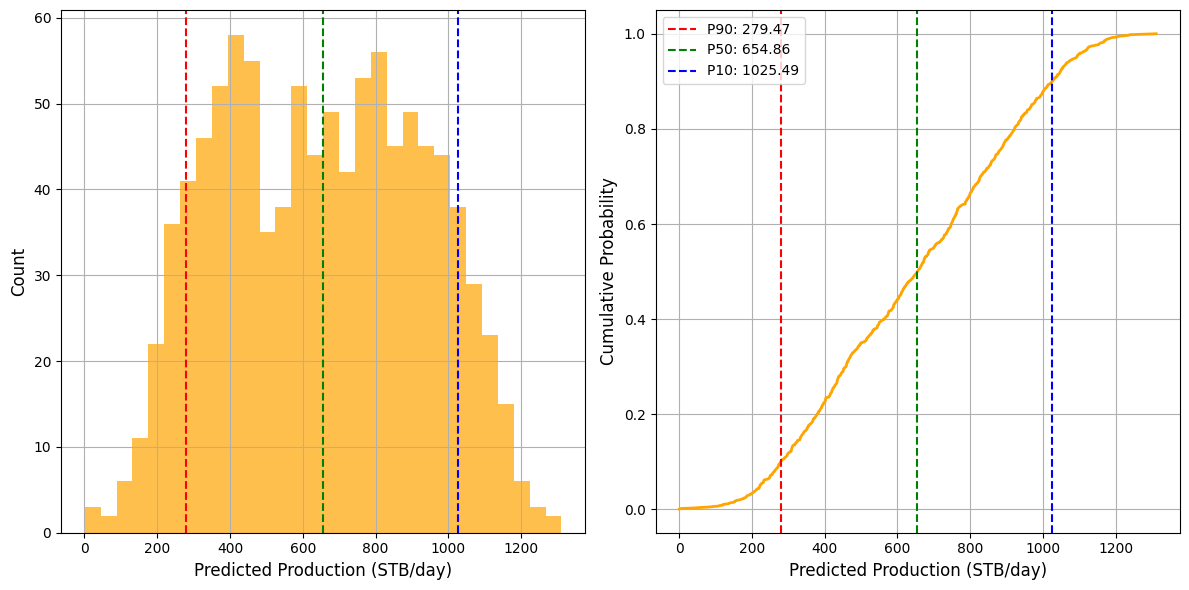 60
50
40
30
20
10
0
Count
0 200 400 600 800 1000 1200
Predicted Production (STB/day)
P90: 279.47
P50: 654.86
P10: 1025.49
1.0
0.8
0.6
0.4
0.2
0.0
Cumulative Probability
0 200 400 600 800 1000 1200
Predicted Production (STB/day)